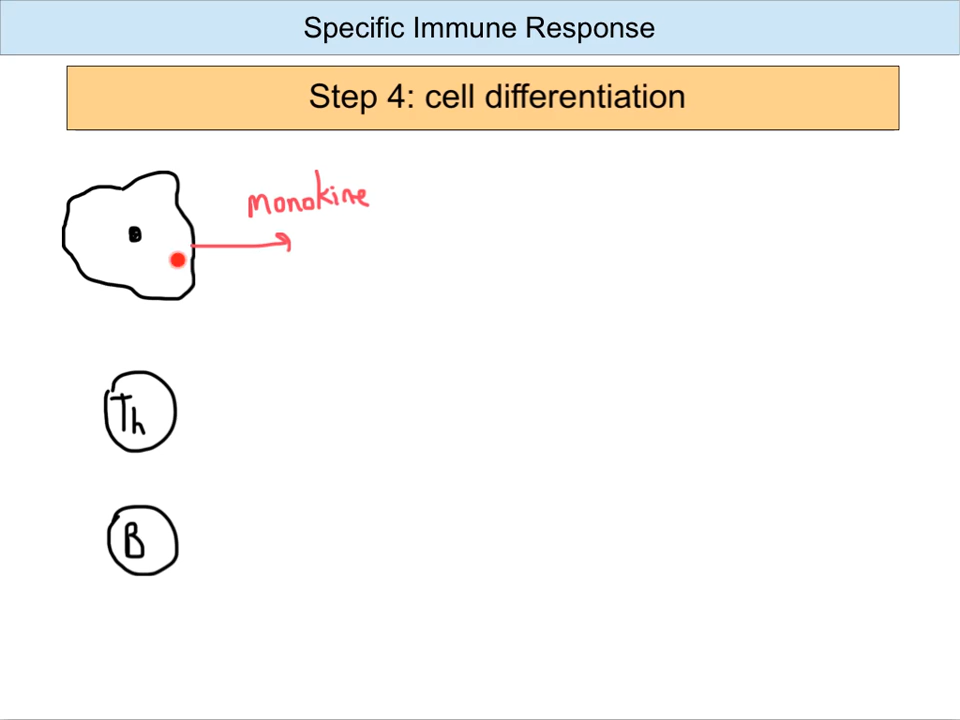 Specific Immune Response
Step 4: cell differentiation
Monokine
Th
B